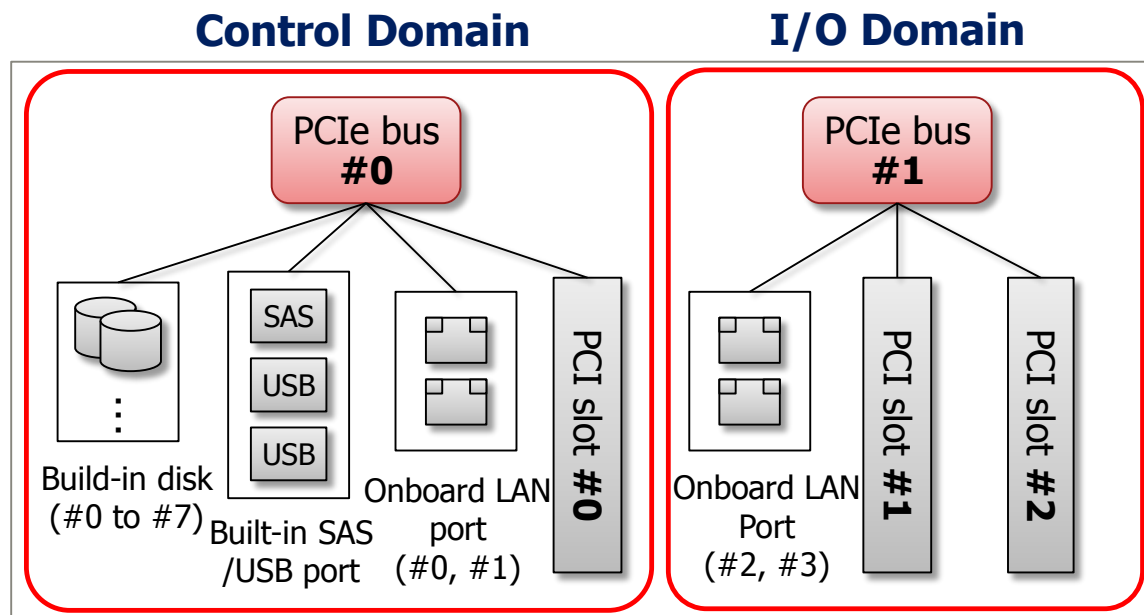 Control Domain
I/O Domain
PCIe bus
#0
PCIe bus
#1
SAS
USB
USB
⋮
Build-in disk
(#0 to #7)
Built-in SAS
/USB port
Onboard LAN
port
(#0, #1)
PCI slot #0
Onboard LAN
Port
(#2, #3)
PCI slot #1
PCI slot #2